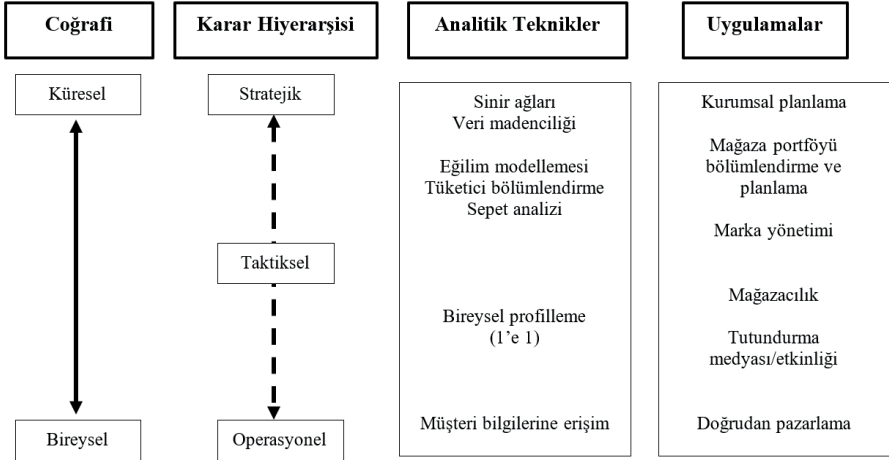 Coğrafi
Karar Hiyerarşisi
Analitik Teknikler
Uygulamalar
Küresel
Bireysel
Stratejik
Taktiksel
Operasyonel
Sinir ağları
Veri madenciliği
Eğilim modellemesi
Tüketici bölümlendirme
Sepet analizi
Bireysel profilleme
(1’e 1)
Müşteri bilgilerine erişim
Kurumsal planlama
Mağaza portföyü
bölümlendirme ve
planlama
Marka yönetimi
Mağazacılık
Tutundurma
medyası/etkinliği
Doğrudan pazarlama